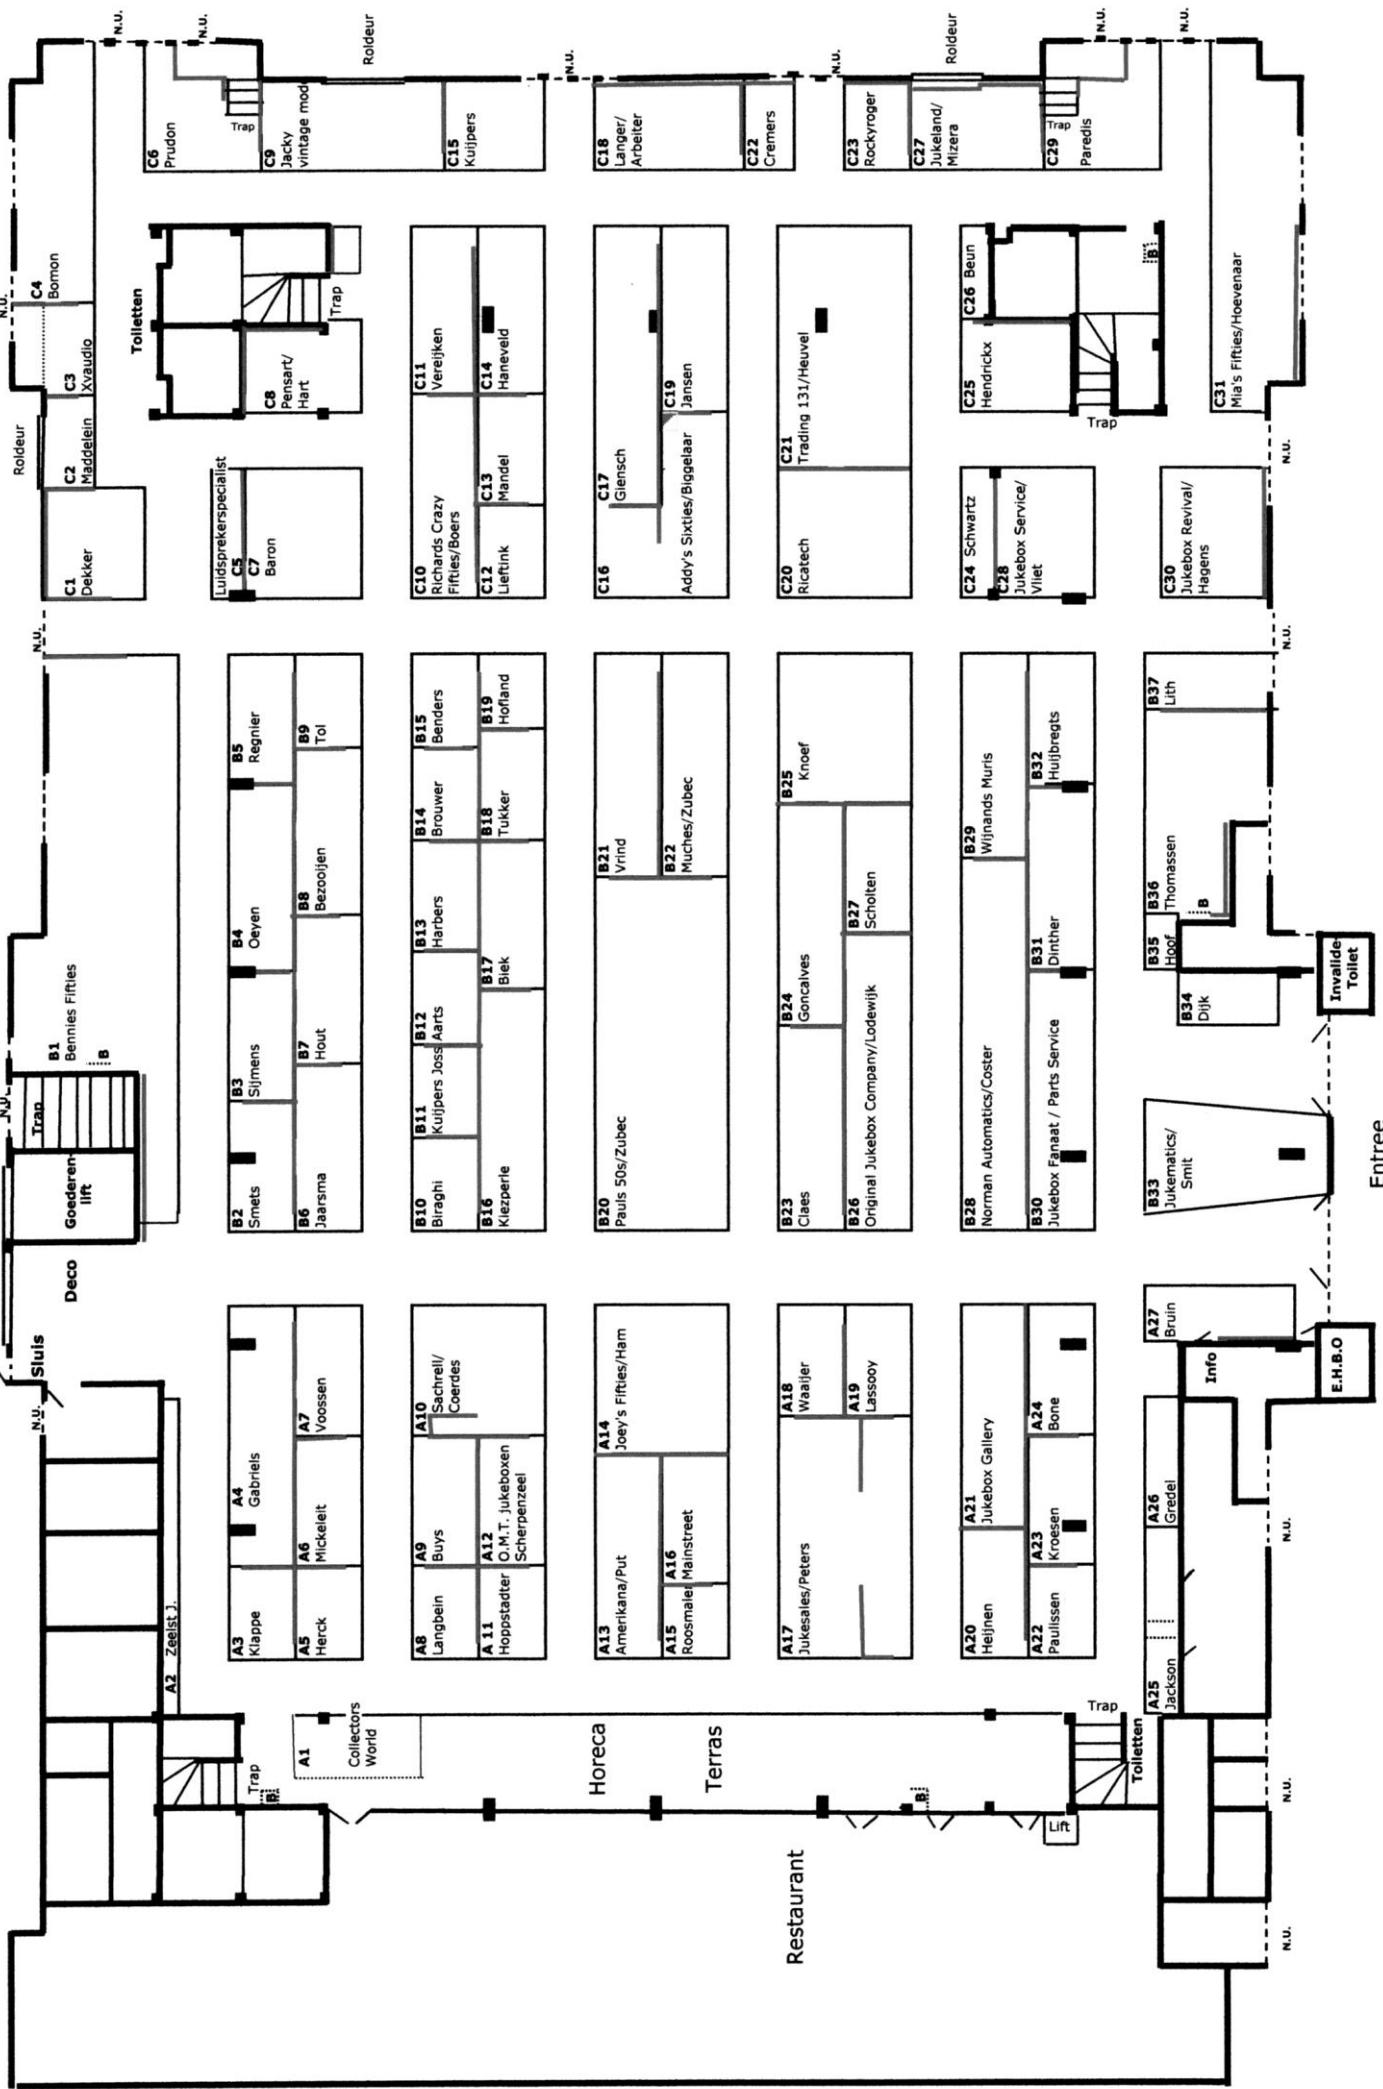 N.U.
N.U.
Sluis
Deco
Goederen-
lift
Trap
N.U.
B1
Bennies Fifties
B
N.U.
C1
Dekker
Roldeur
C2
Maddelein
C3
Xvaudio
N.U.
C4
Bomon
N.U.
N.U.
C6
Prudon
Trap
Toiletten
Trap
C8
Pensart/
Hart
Luidsprekerspecialist
C5
C7
Baron
Roldeur
C9
Jacky
vintage mode
C15
Kuijpers
N.U.
A2 Zeelst J.
Trap
B
A3
Klappe
A4
Gabriels
A5
Herck
A6
Mickeleit
A7
Voossen
B2
Smets
B3
Sijmens
B4
Oeyen
B5
Regnier
B6
Jaarsma
B7
Hout
B8
Bezooijen
B9
Tol
A1
Collectors
World
A8
Langbein
A9
Buys
A10
Sachrell/
Coerdes
A11
Hoppstadter
A12
O.M.T. jukeboxen
Scherpenzeel
B10
Biraghi
B11
Kuijpers Joss
B12
Aarts
B13
Harbers
B14
Brouwer
B15
Benders
B16
Kiezperle
B17
Biek
B18
Tukker
B19
Hofland
C10
Richards Crazy
Fifties/Boers
C11
Vereijken
C12
Lieftink
C13
Mandel
C14
Haneveld
Horeca
Terras
A13
Amerikana/Put
A14
Joey's Fifties/Ham
A15
Roosmalen
A16
Mainstreet
B20
Pauls 50s/Zubec
B21
Vrind
B22
Muches/Zubec
C16
Addy's Sixties/Biggelaar
C17
Giensch
C19
Jansen
C18
Langer/
Arbeiter
C22
Cremers
N.U.
Restaurant
A17
Jukesales/Peters
A18
Waaijer
A19
Lassooy
B23
Claes
B24
Goncalves
B25
Knoef
B26
Original Jukebox Company/Lodewijk
B27
Scholten
C20
Ricatech
C21
Trading 131/Heuvel
C23
Rockyroger
C27
Jukeland/
Mizera
Roldeur
B
A20
Heijnen
A21
Jukebox Gallery
A22
Paulissen
A23
Kroesen
A24
Bone
B28
Norman Automatics/Coster
B29
Wijnands Muris
B30
Jukebox Fanaat / Parts Service
B31
Dinther
B32
Huijbregts
C24 Schwartz
C28
Jukebox Service/
Vliet
C25
Hendrickx
C26 Beun
B
Trap
C29
Paredis
Trap
N.U.
N.U.
Lift
Trap
Toiletten
A25
Jackson
A26
Gredel
A27
Bruin
Info
E.H.B.O
B33
Jukematics/
Smit
B34
Dijk
B35
Hoof
B36
Thomassen
B
B37
Lith
C30
Jukebox Revival/
Hagens
C31
Mia's Fifties/Hoevenaar
Invalide-
Toilet
N.U.
N.U.
N.U.
N.U.
N.U.
Entree